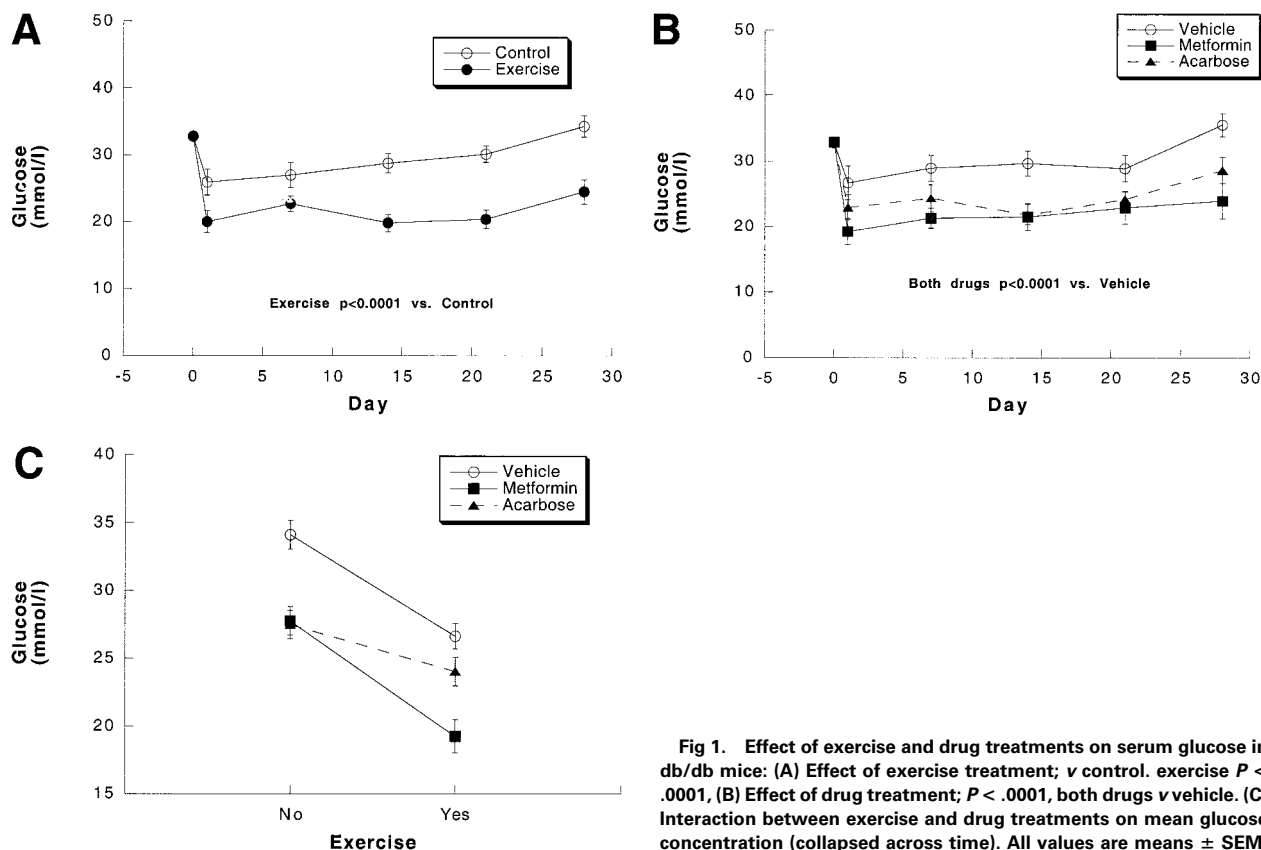 A
50
40
30
20
10
0
Glucose
(mmol/l)
Control
Exercise
Exercise p<0.0001 vs. Control
-5 0 5 10 15 20 25 30
Day
B
50
40
30
20
10
0
Glucose
(mmol/l)
Vehicle
Metformin
Acarbose
Both drugs p<0.0001 vs. Vehicle
-5 0 5 10 15 20 25 30
Day
C
40
35
30
25
20
15
Glucose
(mmol/l)
Vehicle
Metformin
Acarbose
No Yes
Exercise
Fig 1. Effect of exercise and drug treatments on serum glucose in
db/db mice: (A) Effect of exercise treatment; v control. exercise P <
.0001, (B) Effect of drug treatment; P < .0001, both drugs v vehicle. (C
Interaction between exercise and drug treatments on mean glucose
concentration (collapsed across time). All values are means ± SEM.